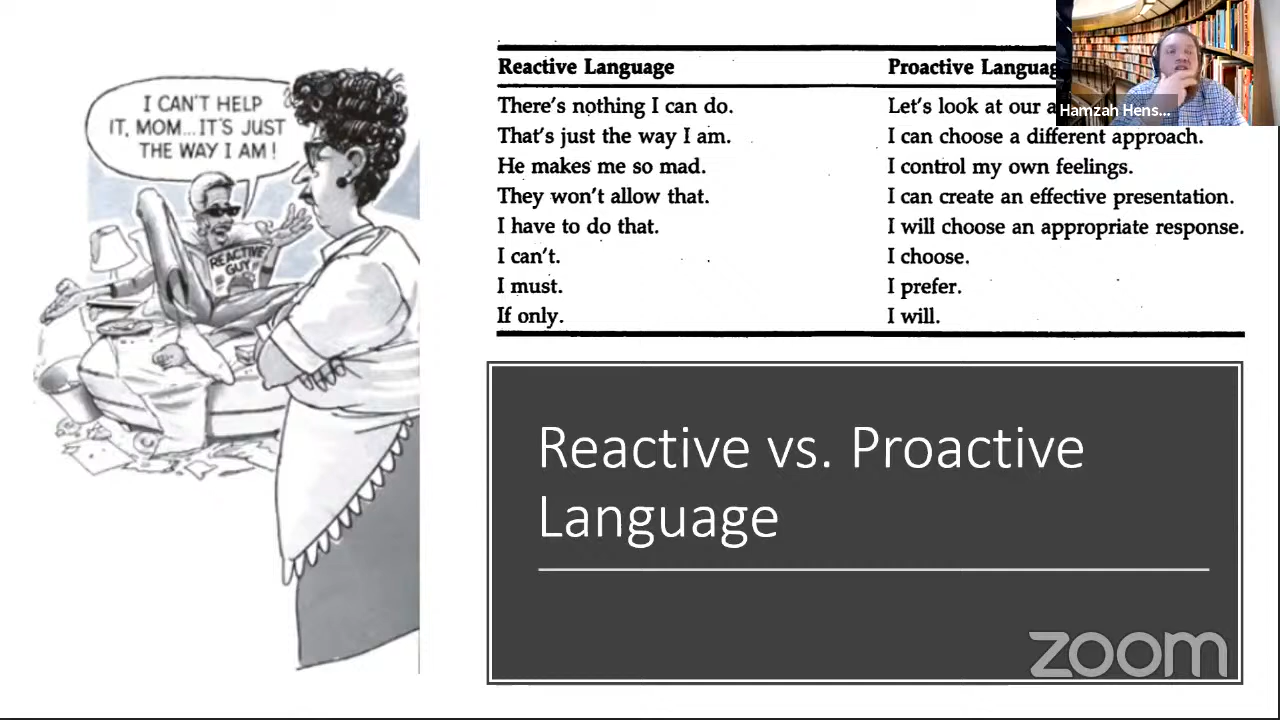 I CAN'T HELP
IT, MOM...IT'S JUST
THE WAY I AM!
REACTIVE
GUY
Reactive Language
Proactive Languag
There's nothing I can do.
Let's look at our a
That's just the way I am.
I can choose a different approach.
He makes me so mad.
I control my own feelings.
They won't allow that.
I can create an effective presentation.
I have to do that.
I will choose an appropriate response.
I can't.
I choose.
I must.
I prefer.
If only.
I will.
Hamzah Hens...
Reactive vs. Proactive
Language
zoom